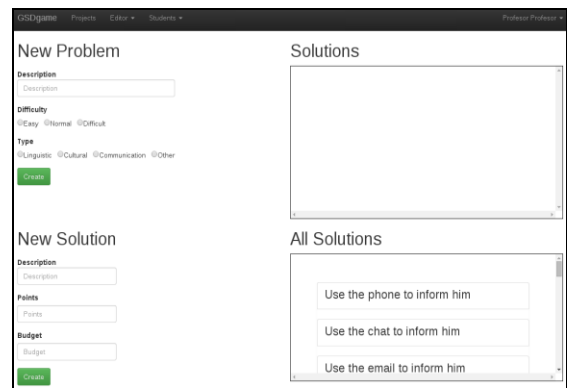 GSDgame Projects Editor Students Profesor Profesor
New Problem
Description
Description
Difficulty
Easy Normal Difficult
Type
Linguistic Cultural Communication Other
Create
Solutions
New Solution
Description
Description
Points
Points
Budget
Budget
Create
All Solutions
Use the phone to inform him
Use the chat to inform him
Use the email to inform him